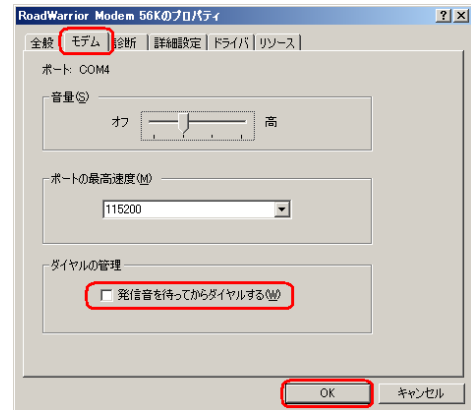 RoadWarrior Modem 56Kのプロパティ
全般 モデム 診断 詳細設定 ドライバ リソース
ポート: COM4
音量(S)
オフ 高
ポートの最高速度(M)
115200
ダイヤルの管理
発信音を待ってからダイヤルする(W)
OK キャンセル